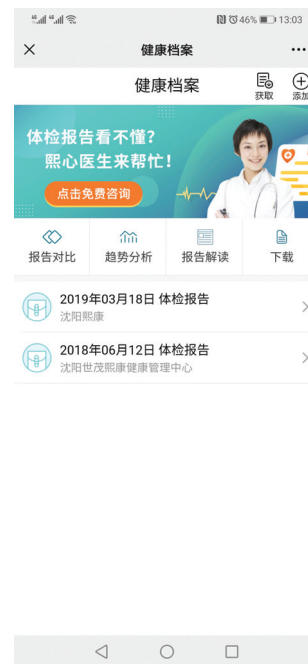 46 46 46% 13:03
健康档案
健康档案
获取 添加
体检报告看不懂?
熙心医生来帮忙!
点击免费咨询
报告对比 趋势分析 报告解读 下载
2019年03月18日 体检报告
沈阳熙康
2018年06月12日 体检报告
沈阳世茂熙康健康管理中心